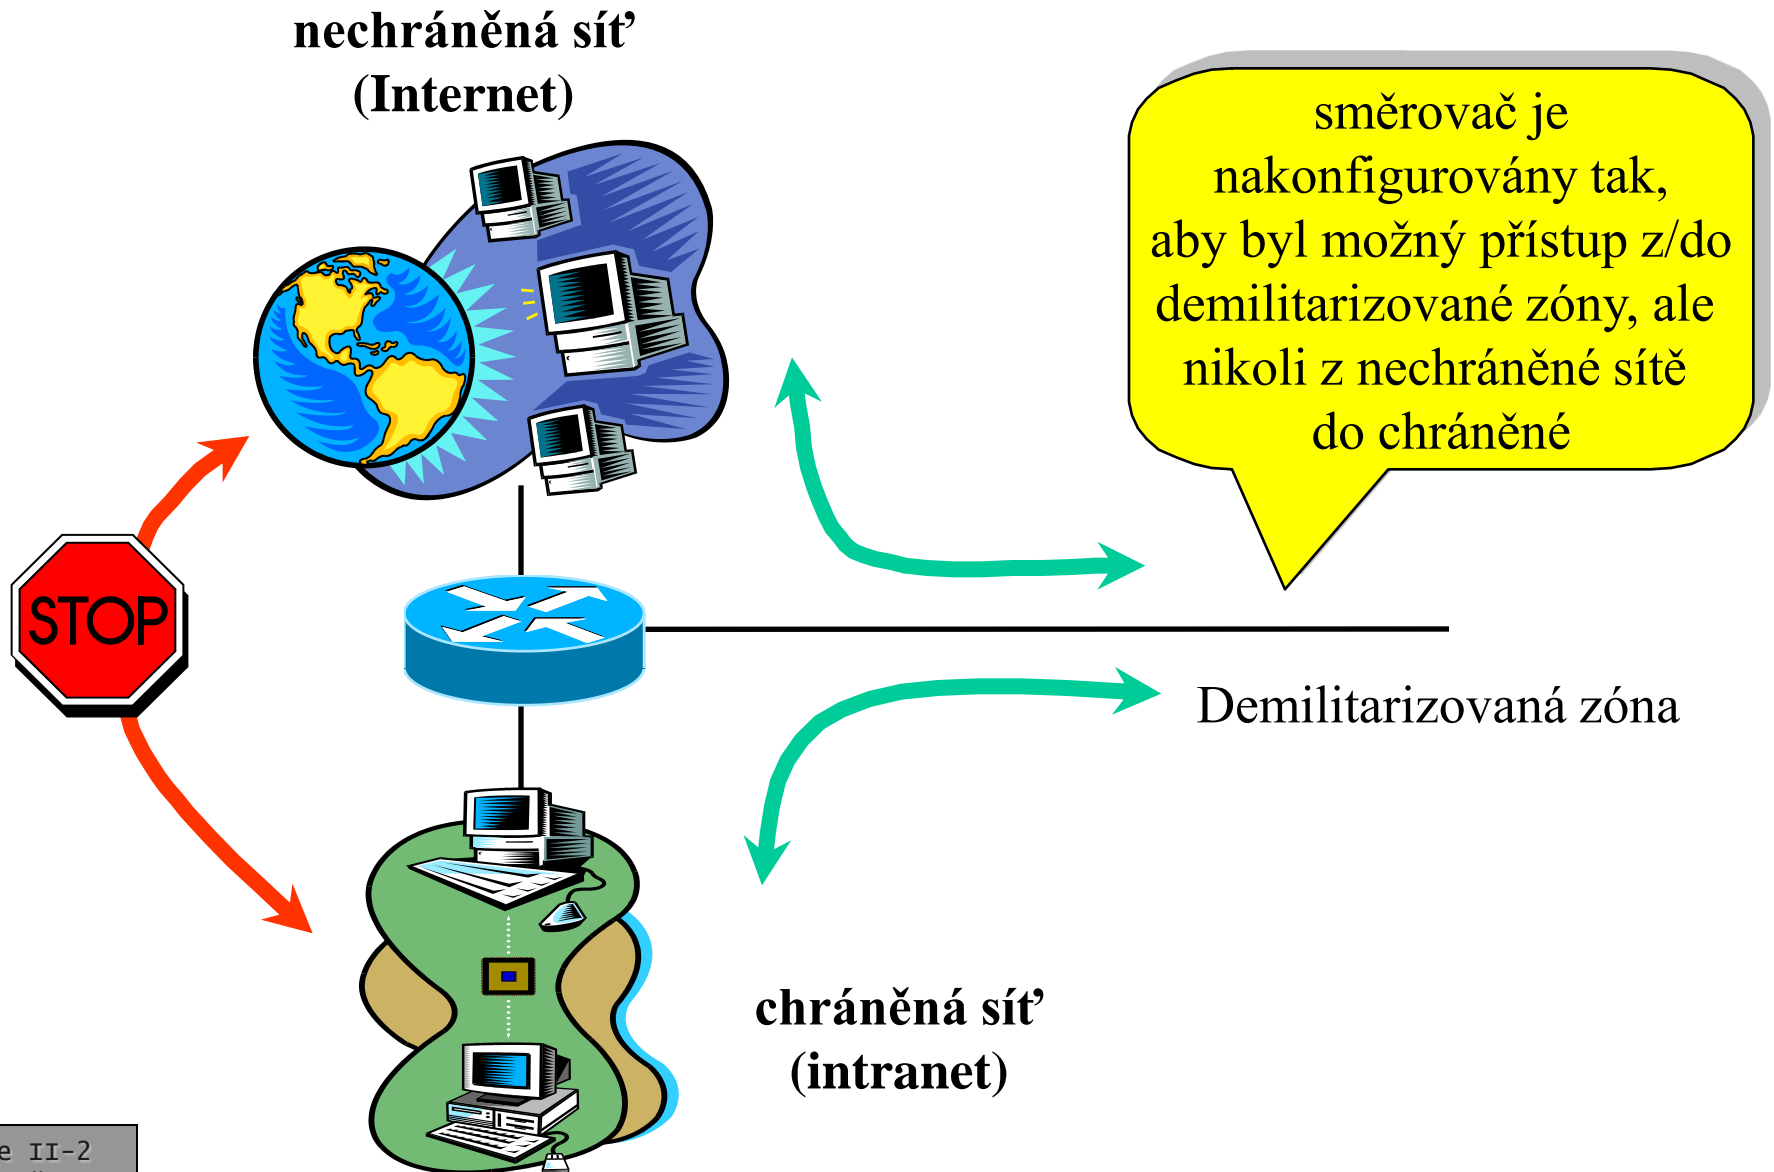 nechráněná síť
(Internet)
směrovač je
nakonfigurovány tak,
aby byl možný přístup z/do
demilitarizované zóny, ale
nikoli z nechráněné sítě
do chráněné
STOP
Demilitarizovaná zóna
chráněná síť
(intranet)
e II-2